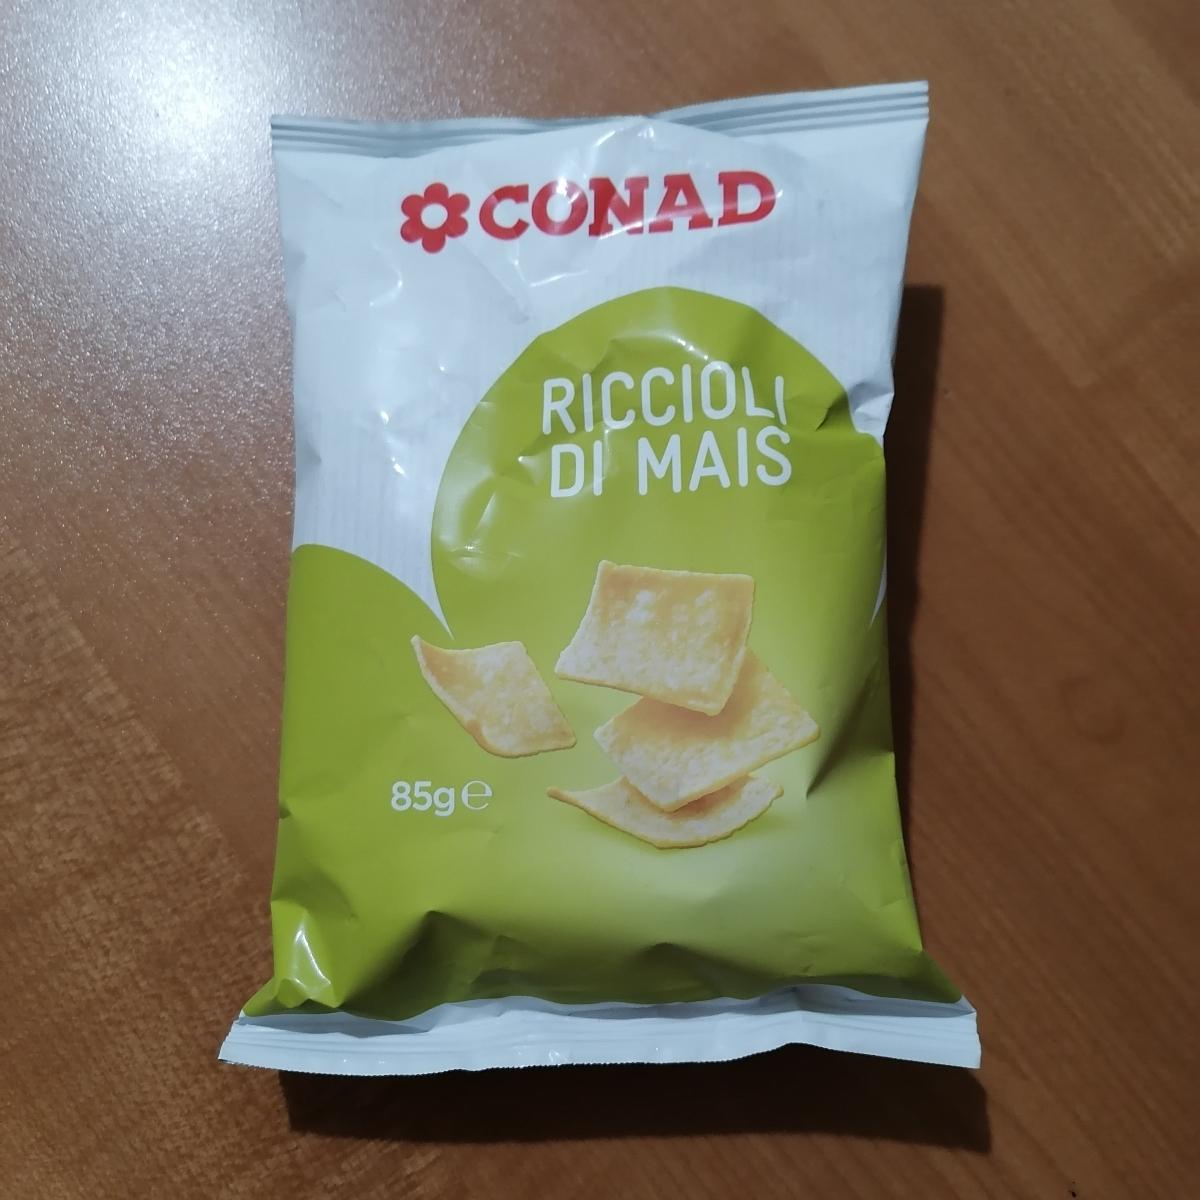 CONAD
RICCIOLI
DI MAIS
85g ℮